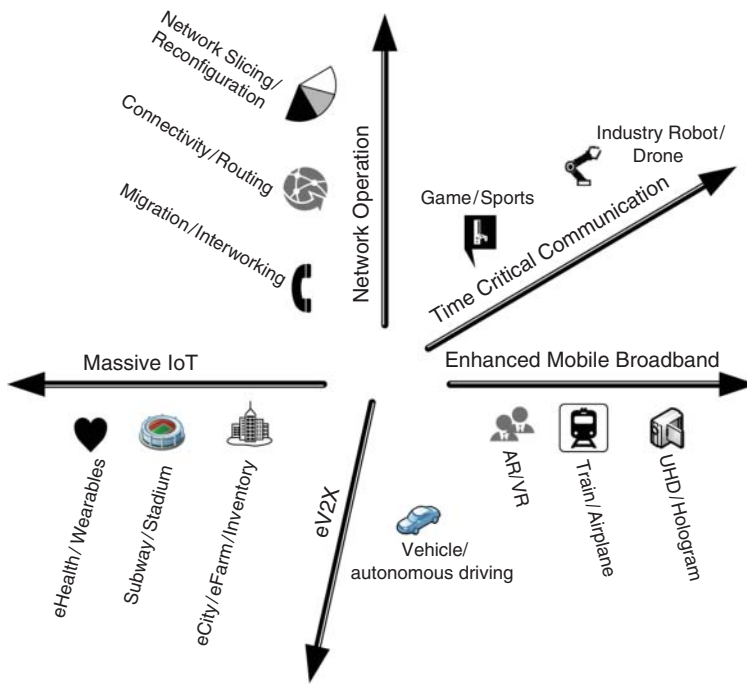 Network Slicing/
Reconfiguration
Connectivity/Routing
Migration/Interworking
Network Operation
Industry Robot/
Drone
Game/Sports
Time Critical Communication
Massive IoT
Enhanced Mobile Broadband
eHealth/Wearables
Subway/Stadium
eCity/eFarm/Inventory
eV2X
Vehicle/
autonomous driving
AR/VR
Train/Airplane
UHD/Hologram